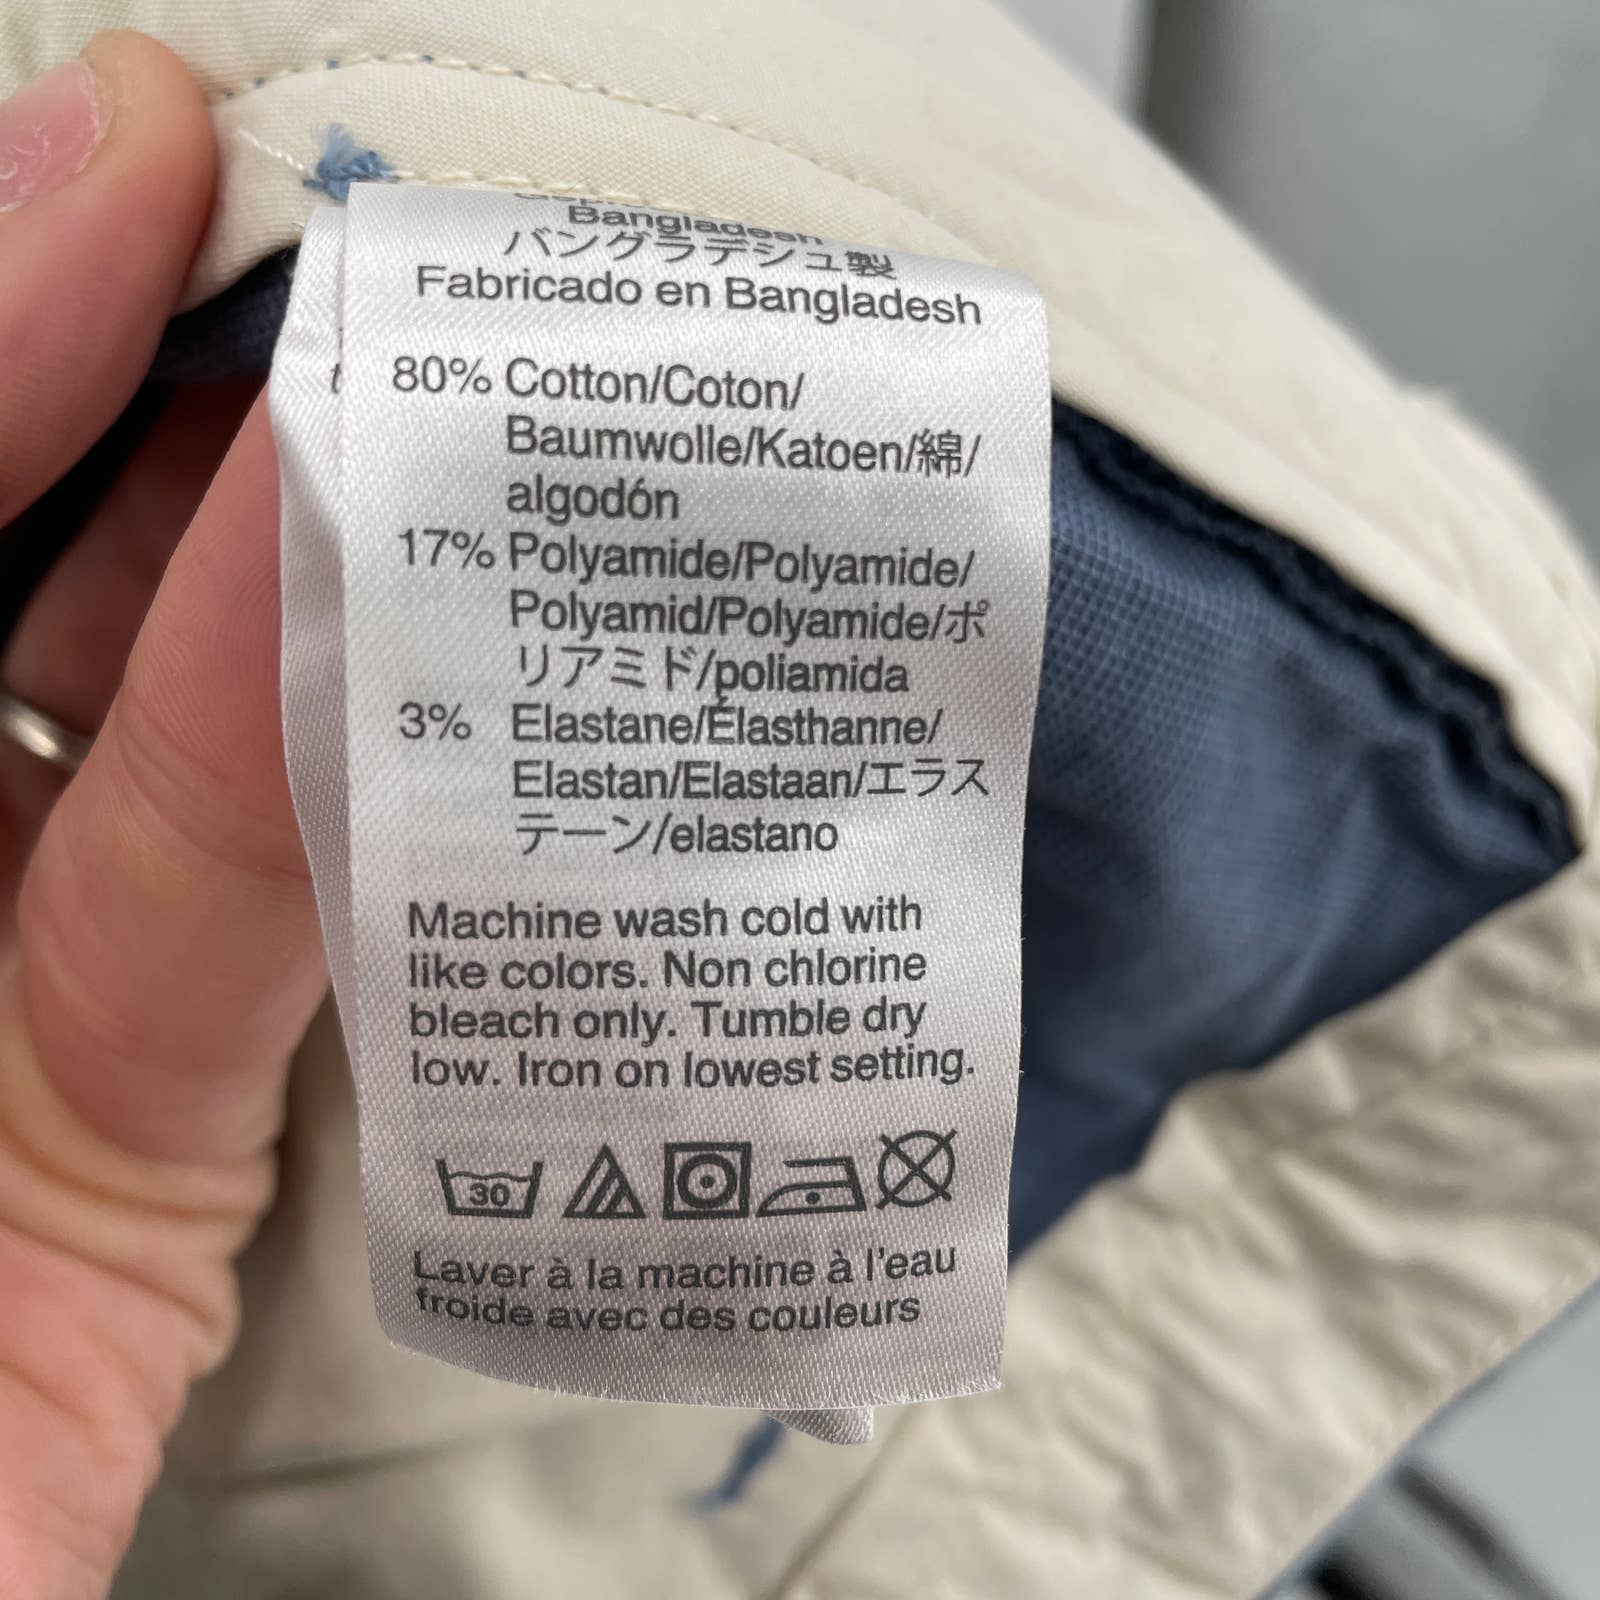 Bangladesh
バングラデシュ製
Fabricado en Bangladesh
80% Cotton/Coton/
Baumwolle/Katoen/綿/
algodón
17% Polyamide/Polyamide/
Polyamid/Polyamide/ポ
リアミド/poliamida
3% Elastane/Élasthanne/
Elastan/Elastaan/エラス
テーン/elastano
Machine wash cold with
like colors. Non chlorine
bleach only. Tumble dry
low. Iron on lowest setting.
30
Laver à la machine à l'eau
froide avec des couleurs